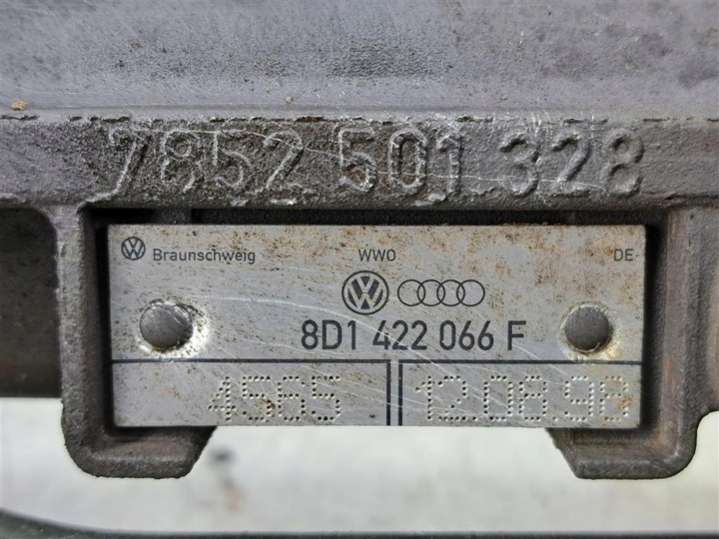 7852 501 328
Braunschweig WWO DE
8D1 422 066 F
4565 12.08.98